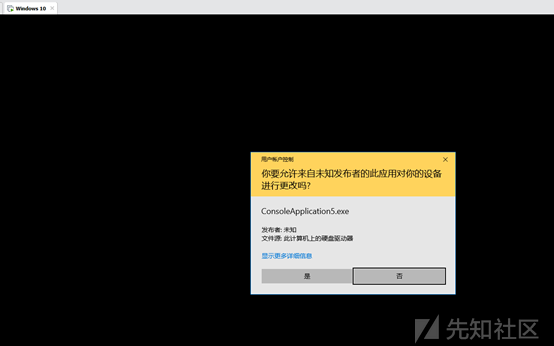 Windows 10
用户帐户控制
你要允许来自未知发布者的此应用对你的设备
进行更改吗?
ConsoleApplication5.exe
发布者: 未知
文件源: 此计算机上的硬盘驱动器
显示更多详细信息
是
否
先知社区